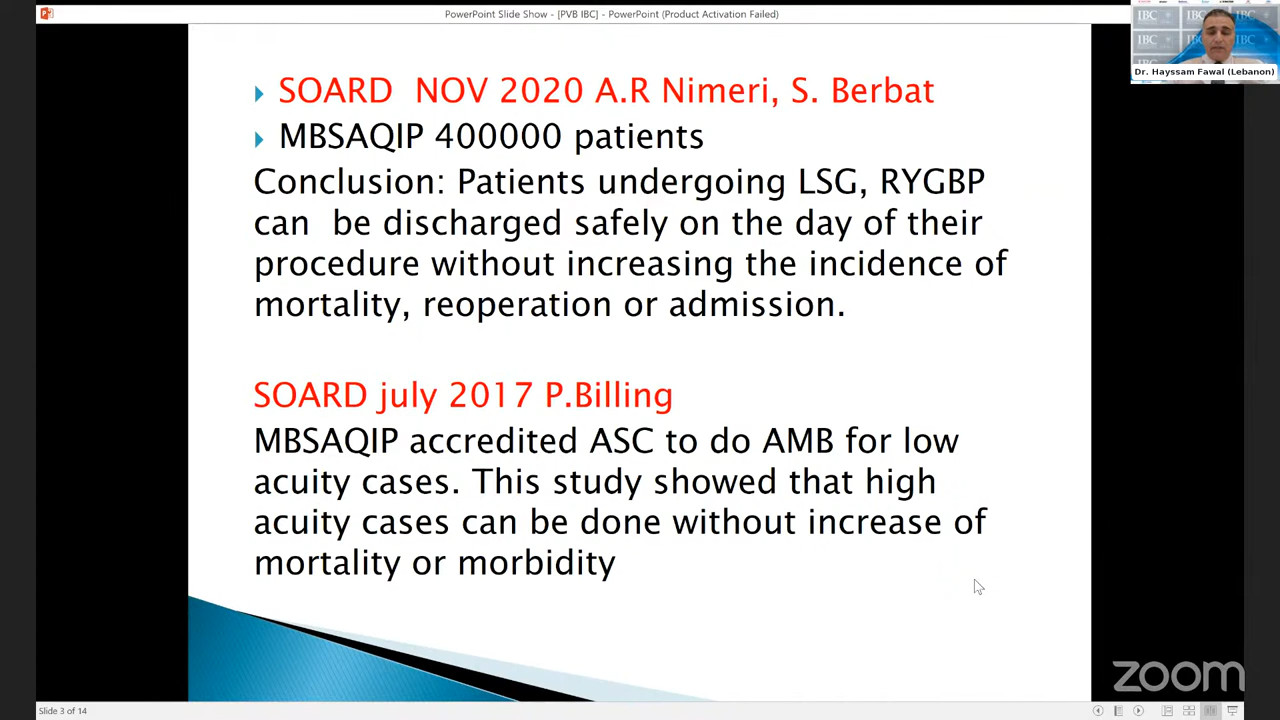 PowerPoint Slide Show - [PVB IBC] - PowerPoint (Product Activation Failed)
IBC
IBC
Dr. Hayssam Fawal (Lebanon)
SOARD NOV 2020 A.R Nimeri, S. Berbat
MBSAQIP 400000 patients
Conclusion: Patients undergoing LSG, RYGBP
can be discharged safely on the day of their
procedure without increasing the incidence of
mortality, reoperation or admission.
SOARD july 2017 P.Billing
MBSAQIP accredited ASC to do AMB for low
acuity cases. This study showed that high
acuity cases can be done without increase of
mortality or morbidity
zoom
Slide 3 of 14